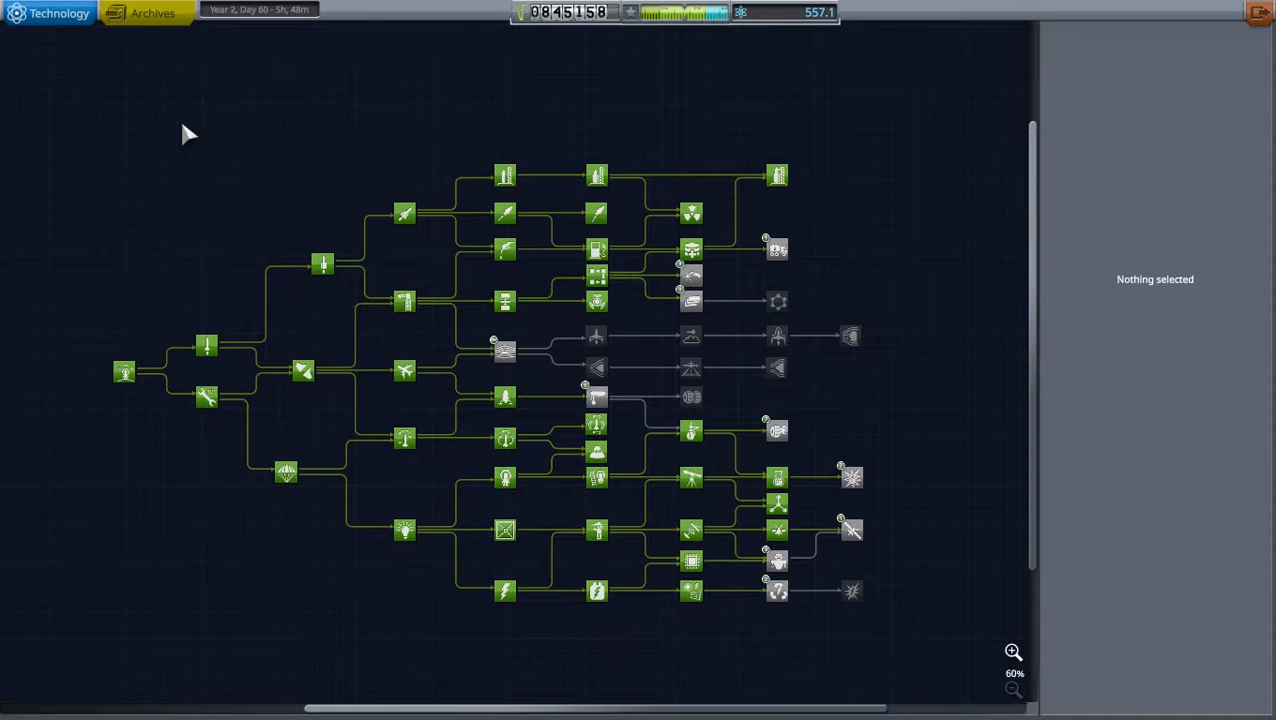 Technology
Archives
Year 2, Day 60 - 5h, 48m
0845158
557.1
Nothing selected
60%